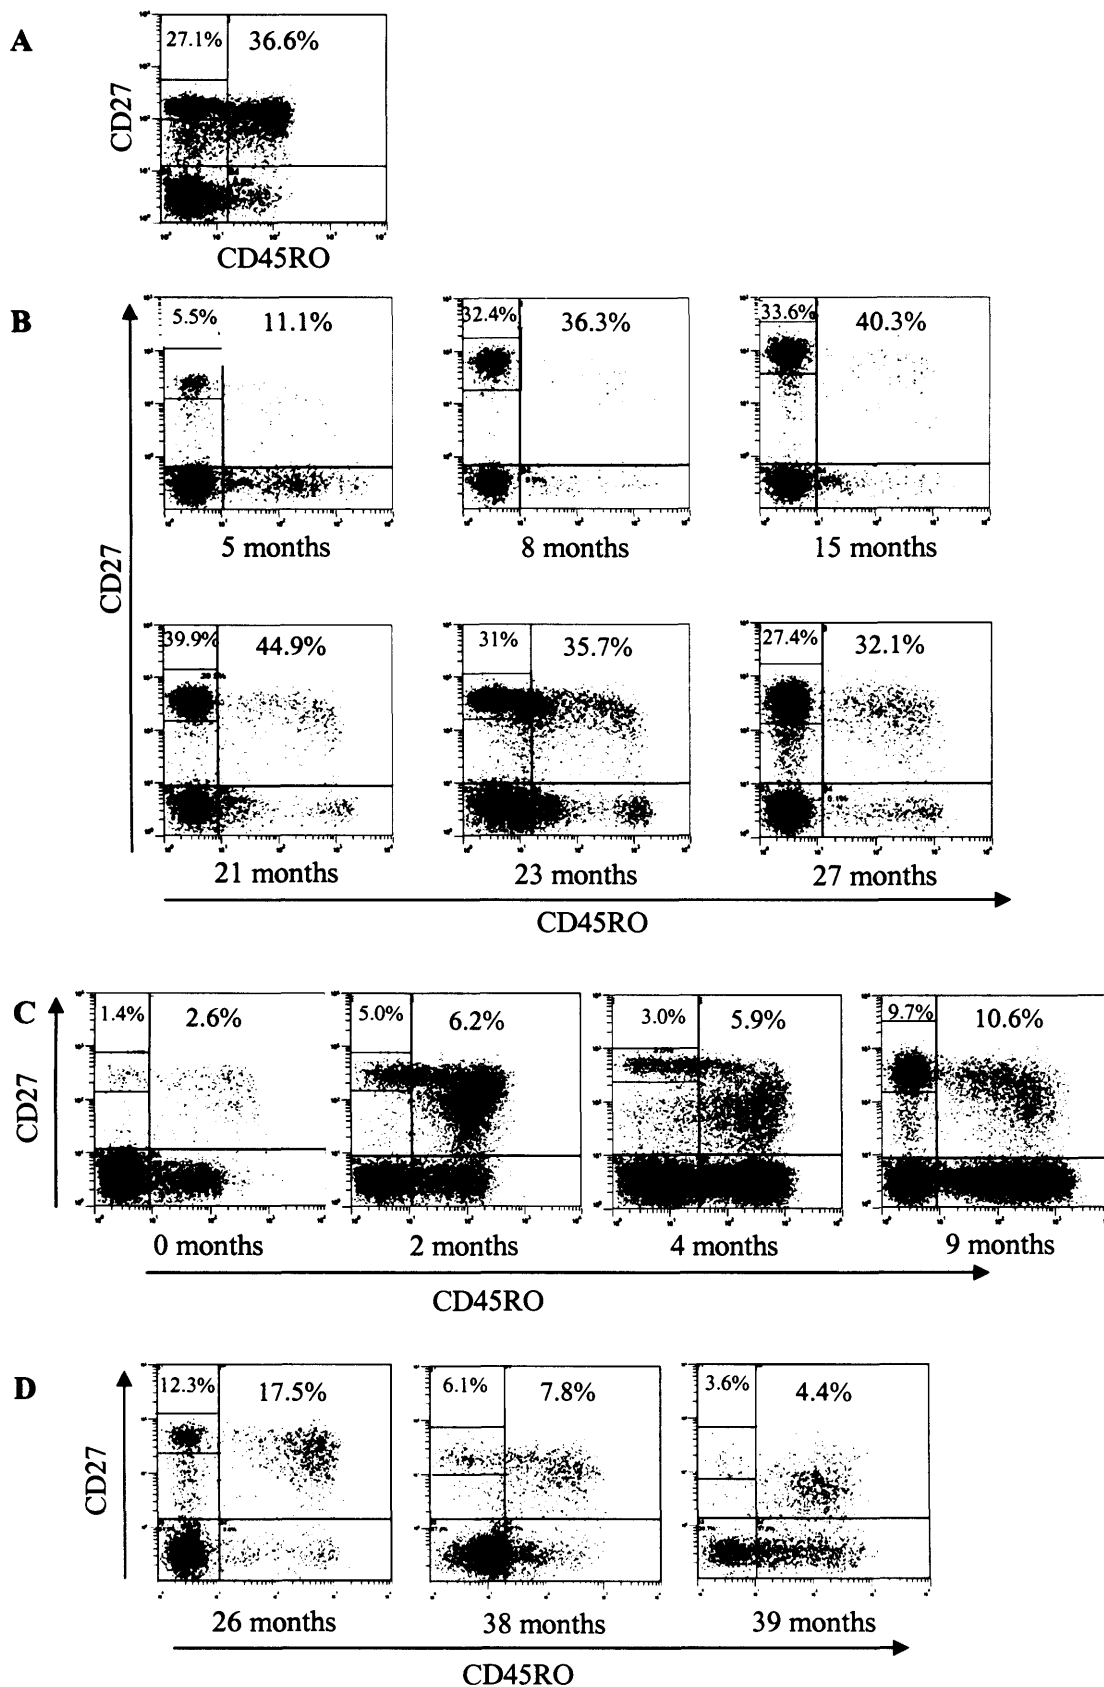 A
27.1% 36.6%
CD27
CD45RO
B
5.5% 11.1%
32.4% 36.3%
33.6% 40.3%
5 months
8 months
15 months
CD27
39.9% 44.9%
31% 35.7%
27.4% 32.1%
21 months
23 months
27 months
CD45RO
C
1.4% 2.6%
5.0% 6.2%
3.0% 5.9%
9.7% 10.6%
CD27
0 months
2 months
4 months
9 months
CD45RO
D
12.3% 17.5%
6.1% 7.8%
3.6% 4.4%
CD27
26 months
38 months
39 months
CD45RO